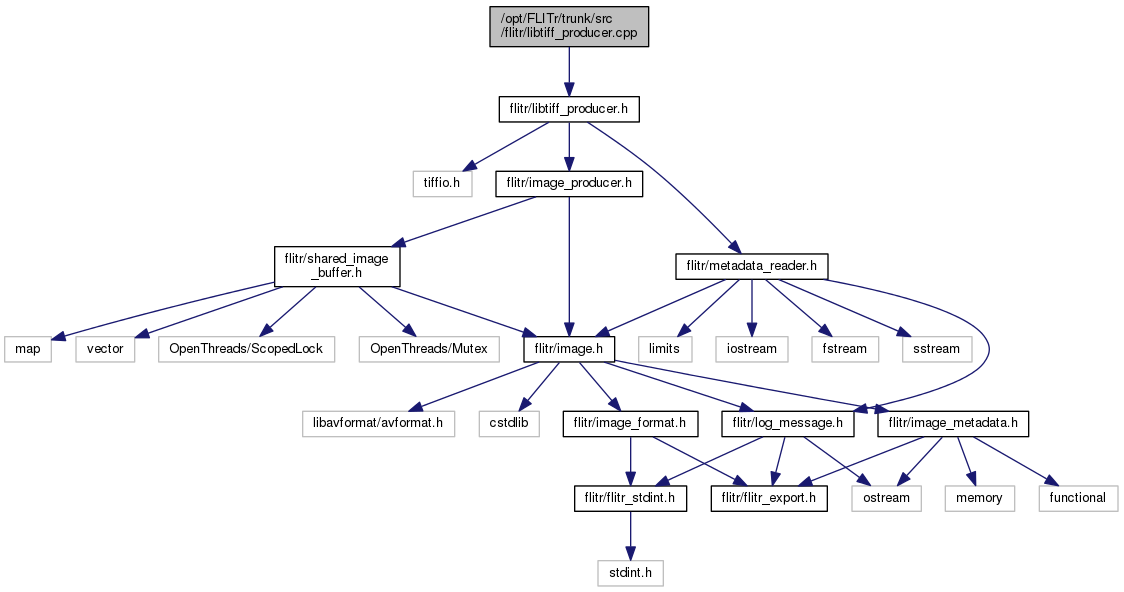 /opt/FLITr/trunk/src
/flitr/libtiff_producer.cpp
flitr/libtiff_producer.h
tiffio.h
flitr/image_producer.h
flitr/shared_image
_buffer.h
flitr/metadata_reader.h
map
vector
OpenThreads/ScopedLock
OpenThreads/Mutex
flitr/image.h
limits
iostream
fstream
sstream
libavformat/avformat.h
cstdlib
flitr/image_format.h
flitr/log_message.h
flitr/image_metadata.h
flitr/flitr_stdint.h
flitr/flitr_export.h
ostream
memory
functional
stdint.h